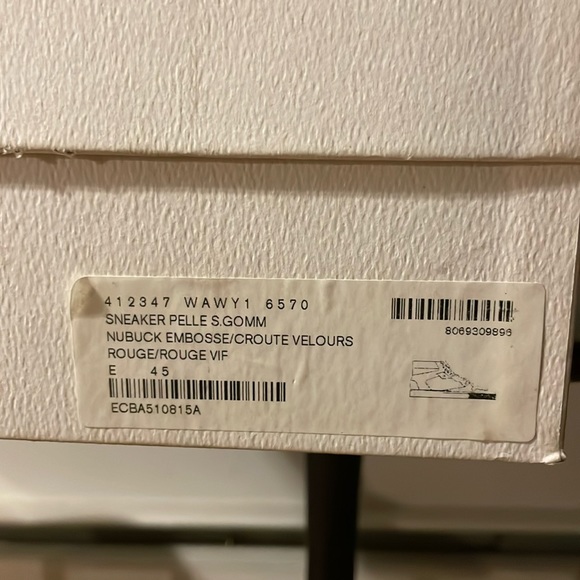 412347 WAWY1 6570
SNEAKER PELLE S.GOMM
NUBUCK EMBOSSE/CROUTE VELOURS
ROUGE/ROUGE VIF
E 45
ECBA510815A
8069309896